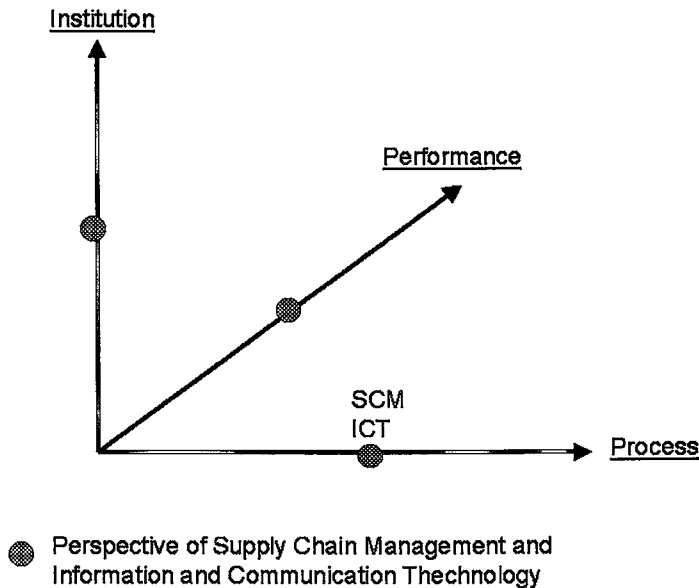 Institution
Performance
SCM
ICT
Process
Perspective of Supply Chain Management and
Information and Communication Thechnology